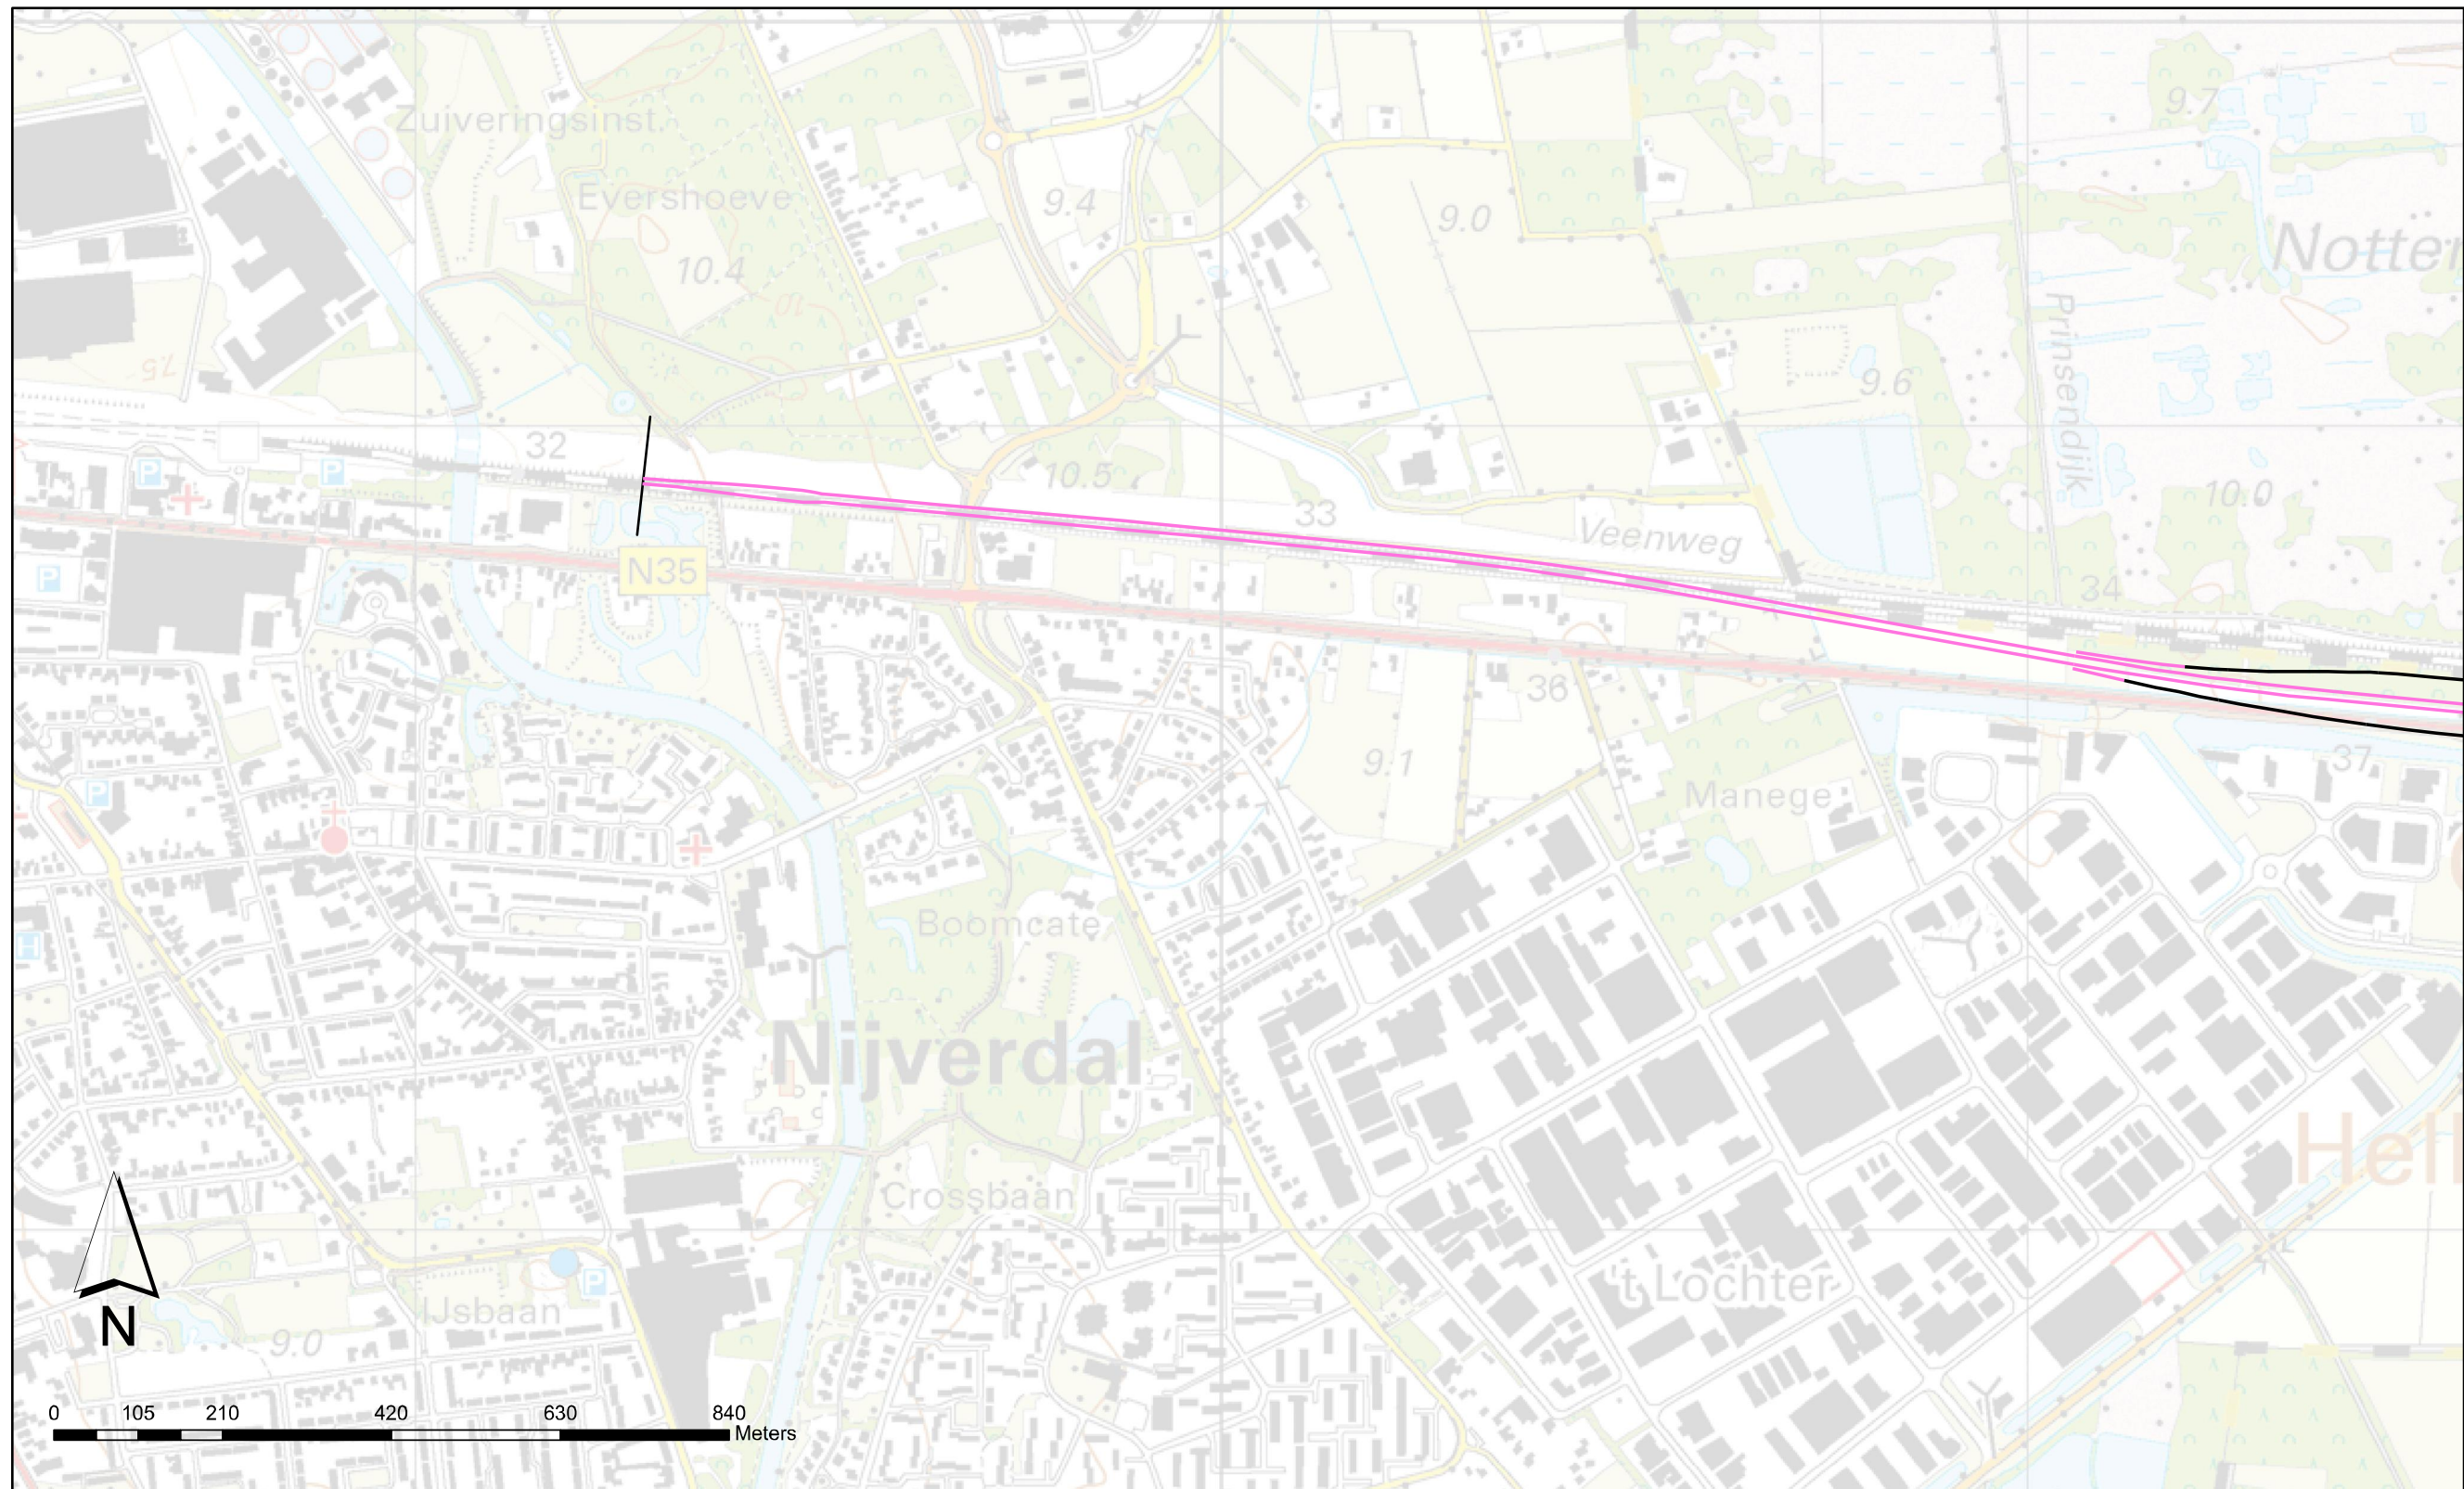 Zuiveringsinst.
9.7
Evershoeve
9.4
9.0
Notter
10.4
10
Prinsendijk
7.5
9.6
32
P
P
10.5
10.0
33
Veenweg
N35
P
34
36
9.1
37
Manege
P
Boomcate
H
Nijverdal
Hell
Crossbaan
't Lochter
P
IJsbaan
N
9.0
0 105 210 420 630 840
Meters